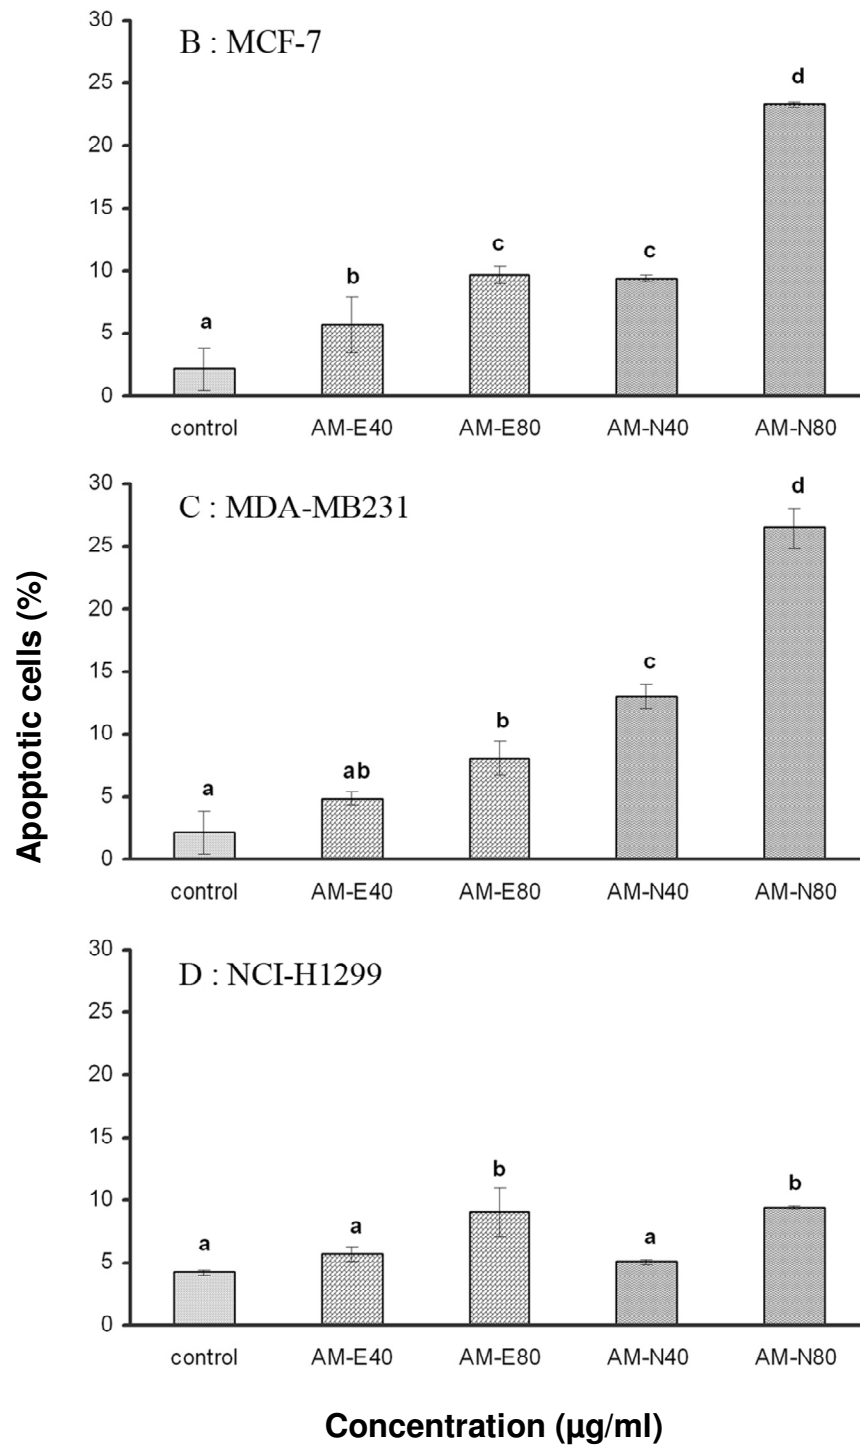 B : MCF-7
30
25
20
15
10
5
0
a
b
c
c
d
control AM-E40 AM-E80 AM-N40 AM-N80
Apoptotic cells (%)
C : MDA-MB231
30
25
20
15
10
5
0
a
ab
b
c
d
control AM-E40 AM-E80 AM-N40 AM-N80
D : NCI-H1299
30
25
20
15
10
5
0
a
a
b
a
b
control AM-E40 AM-E80 AM-N40 AM-N80
Concentration (µg/ml)